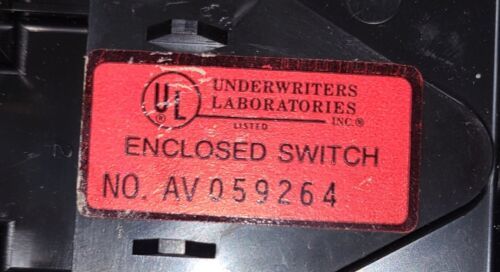 UL ®
UNDERWRITERS
LABORATORIES
INC.®
LISTED
ENCLOSED SWITCH
NO. AV059264